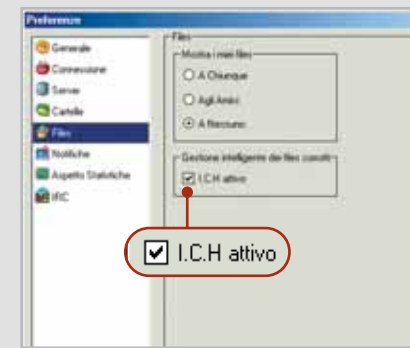 Preferenze
Generale
Connessione
Server
Cartelle
Files
Notifiche
Aspetto Statistiche
IRC
Files
Mostra i miei files
A Chiunque
Agli Amici
A Nessuno
Gestione intelligente dei files corrotti
I.C.H attivo
I.C.H attivo